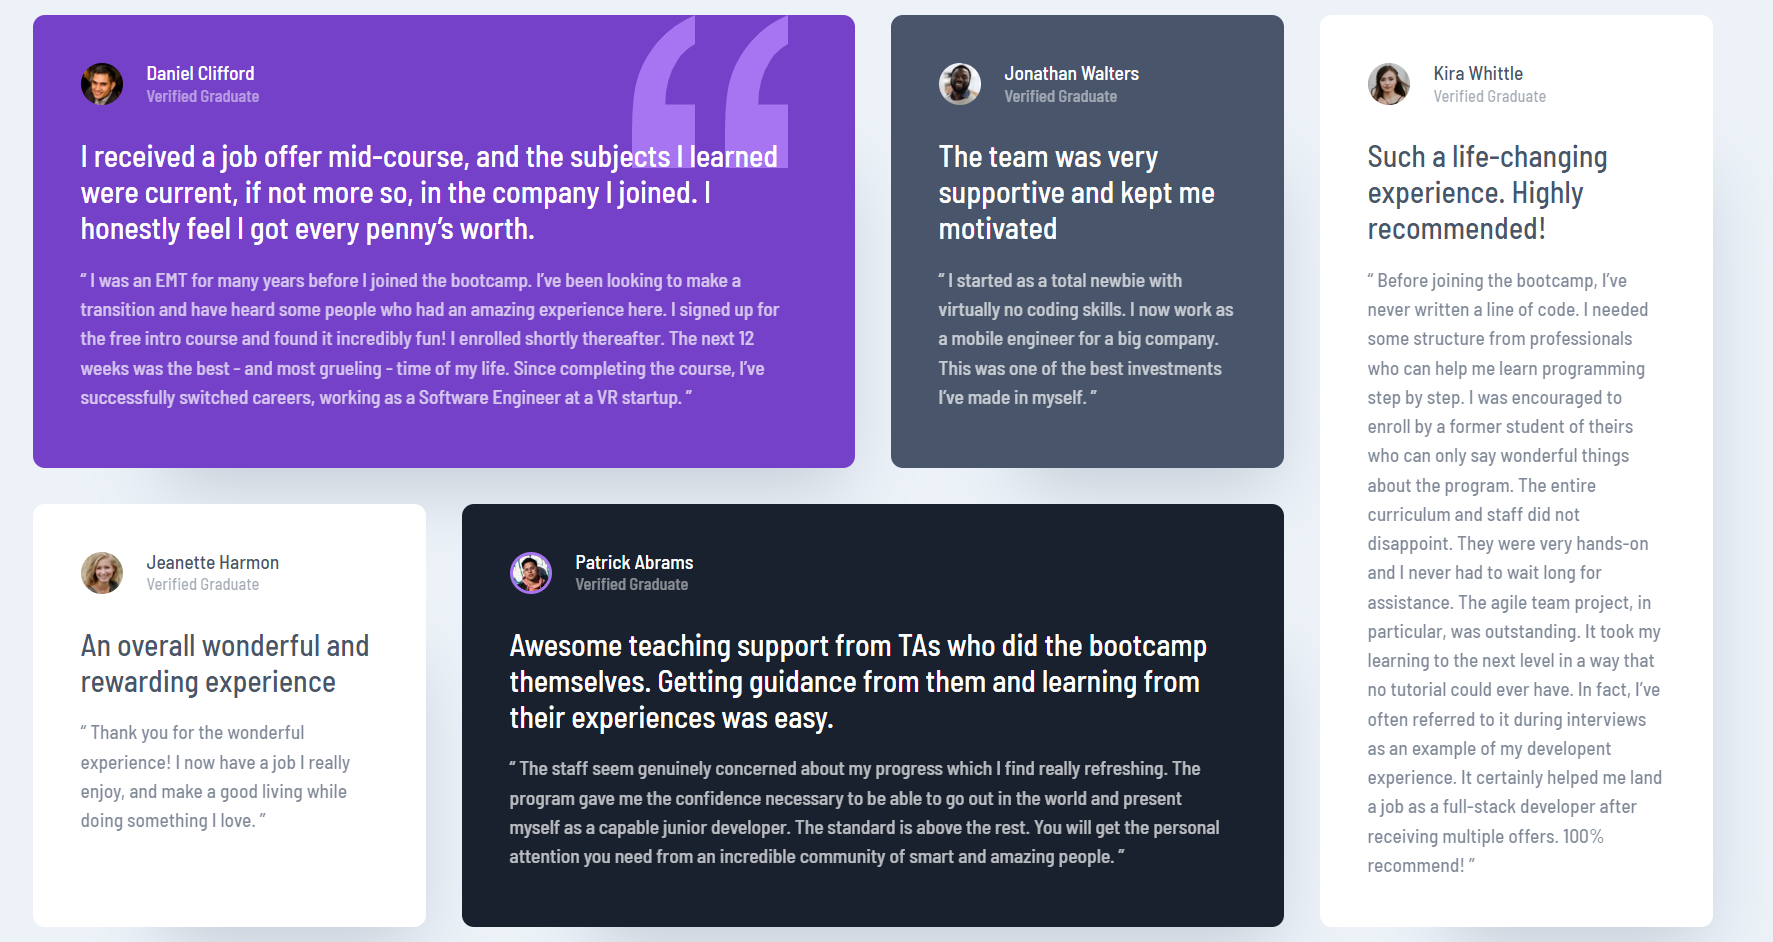 Daniel Clifford
Verified Graduate
I received a job offer mid-course, and the subjects I learned
were current, if not more so, in the company I joined. I
honestly feel I got every penny’s worth.
“ I was an EMT for many years before I joined the bootcamp. I’ve been looking to make a
transition and have heard some people who had an amazing experience here. I signed up for
the free intro course and found it incredibly fun! I enrolled shortly thereafter. The next 12
weeks was the best - and most grueling - time of my life. Since completing the course, I’ve
successfully switched careers, working as a Software Engineer at a VR startup. ”
Jonathan Walters
Verified Graduate
The team was very
supportive and kept me
motivated
“ I started as a total newbie with
virtually no coding skills. I now work as
a mobile engineer for a big company.
This was one of the best investments
I’ve made in myself. ”
Kira Whittle
Verified Graduate
Such a life-changing
experience. Highly
recommended!
“ Before joining the bootcamp, I’ve
never written a line of code. I needed
some structure from professionals
who can help me learn programming
step by step. I was encouraged to
enroll by a former student of theirs
who can only say wonderful things
about the program. The entire
curriculum and staff did not
disappoint. They were very hands-on
and I never had to wait long for
assistance. The agile team project, in
particular, was outstanding. It took my
learning to the next level in a way that
no tutorial could ever have. In fact, I’ve
often referred to it during interviews
as an example of my developent
experience. It certainly helped me land
a job as a full-stack developer after
receiving multiple offers. 100%
recommend! ”
Jeanette Harmon
Verified Graduate
An overall wonderful and
rewarding experience
“ Thank you for the wonderful
experience! I now have a job I really
enjoy, and make a good living while
doing something I love. ”
Patrick Abrams
Verified Graduate
Awesome teaching support from TAs who did the bootcamp
themselves. Getting guidance from them and learning from
their experiences was easy.
“ The staff seem genuinely concerned about my progress which I find really refreshing. The
program gave me the confidence necessary to be able to go out in the world and present
myself as a capable junior developer. The standard is above the rest. You will get the personal
attention you need from an incredible community of smart and amazing people. ”